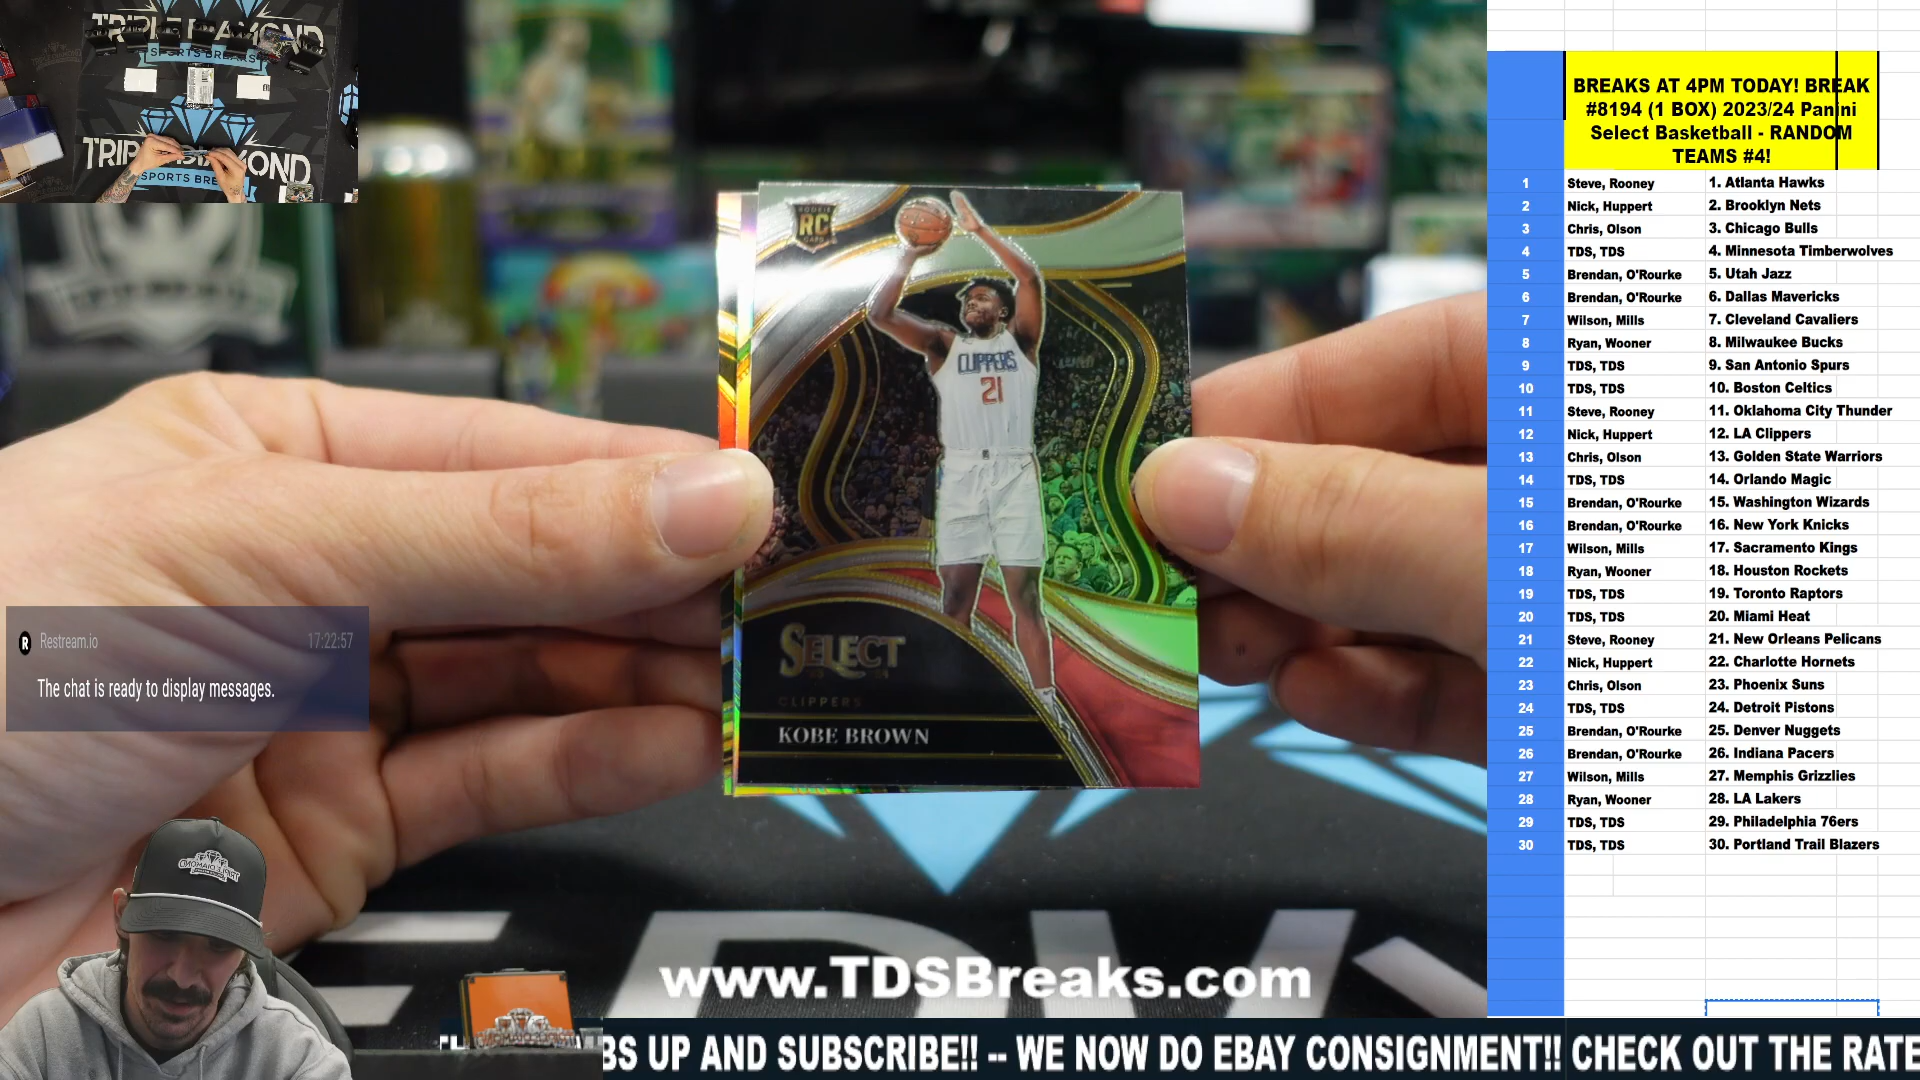 TRIPLE DIAMOND
SPORTS BREAKS
TRIPLE DIAMOND
SPORTS BREAKS
ROOKIE
RC
CARD
CLIPPERS
21
SELECT
CLIPPERS
KOBE BROWN
Restream.io 17:22:57
The chat is ready to display messages.
www.TDSBreaks.com
BS UP AND SUBSCRIBE!! -- WE NOW DO EBAY CONSIGNMENT!! CHECK OUT THE RATE
BREAKS AT 4PM TODAY! BREAK
#8194 (1 BOX) 2023/24 Panini
Select Basketball - RANDOM
TEAMS #4!
1 Steve, Rooney 1. Atlanta Hawks
2 Nick, Huppert 2. Brooklyn Nets
3 Chris, Olson 3. Chicago Bulls
4 TDS, TDS 4. Minnesota Timberwolves
5 Brendan, O'Rourke 5. Utah Jazz
6 Brendan, O'Rourke 6. Dallas Mavericks
7 Wilson, Mills 7. Cleveland Cavaliers
8 Ryan, Wooner 8. Milwaukee Bucks
9 TDS, TDS 9. San Antonio Spurs
10 TDS, TDS 10. Boston Celtics
11 Steve, Rooney 11. Oklahoma City Thunder
12 Nick, Huppert 12. LA Clippers
13 Chris, Olson 13. Golden State Warriors
14 TDS, TDS 14. Orlando Magic
15 Brendan, O'Rourke 15. Washington Wizards
16 Brendan, O'Rourke 16. New York Knicks
17 Wilson, Mills 17. Sacramento Kings
18 Ryan, Wooner 18. Houston Rockets
19 TDS, TDS 19. Toronto Raptors
20 TDS, TDS 20. Miami Heat
21 Steve, Rooney 21. New Orleans Pelicans
22 Nick, Huppert 22. Charlotte Hornets
23 Chris, Olson 23. Phoenix Suns
24 TDS, TDS 24. Detroit Pistons
25 Brendan, O'Rourke 25. Denver Nuggets
26 Brendan, O'Rourke 26. Indiana Pacers
27 Wilson, Mills 27. Memphis Grizzlies
28 Ryan, Wooner 28. LA Lakers
29 TDS, TDS 29. Philadelphia 76ers
30 TDS, TDS 30. Portland Trail Blazers